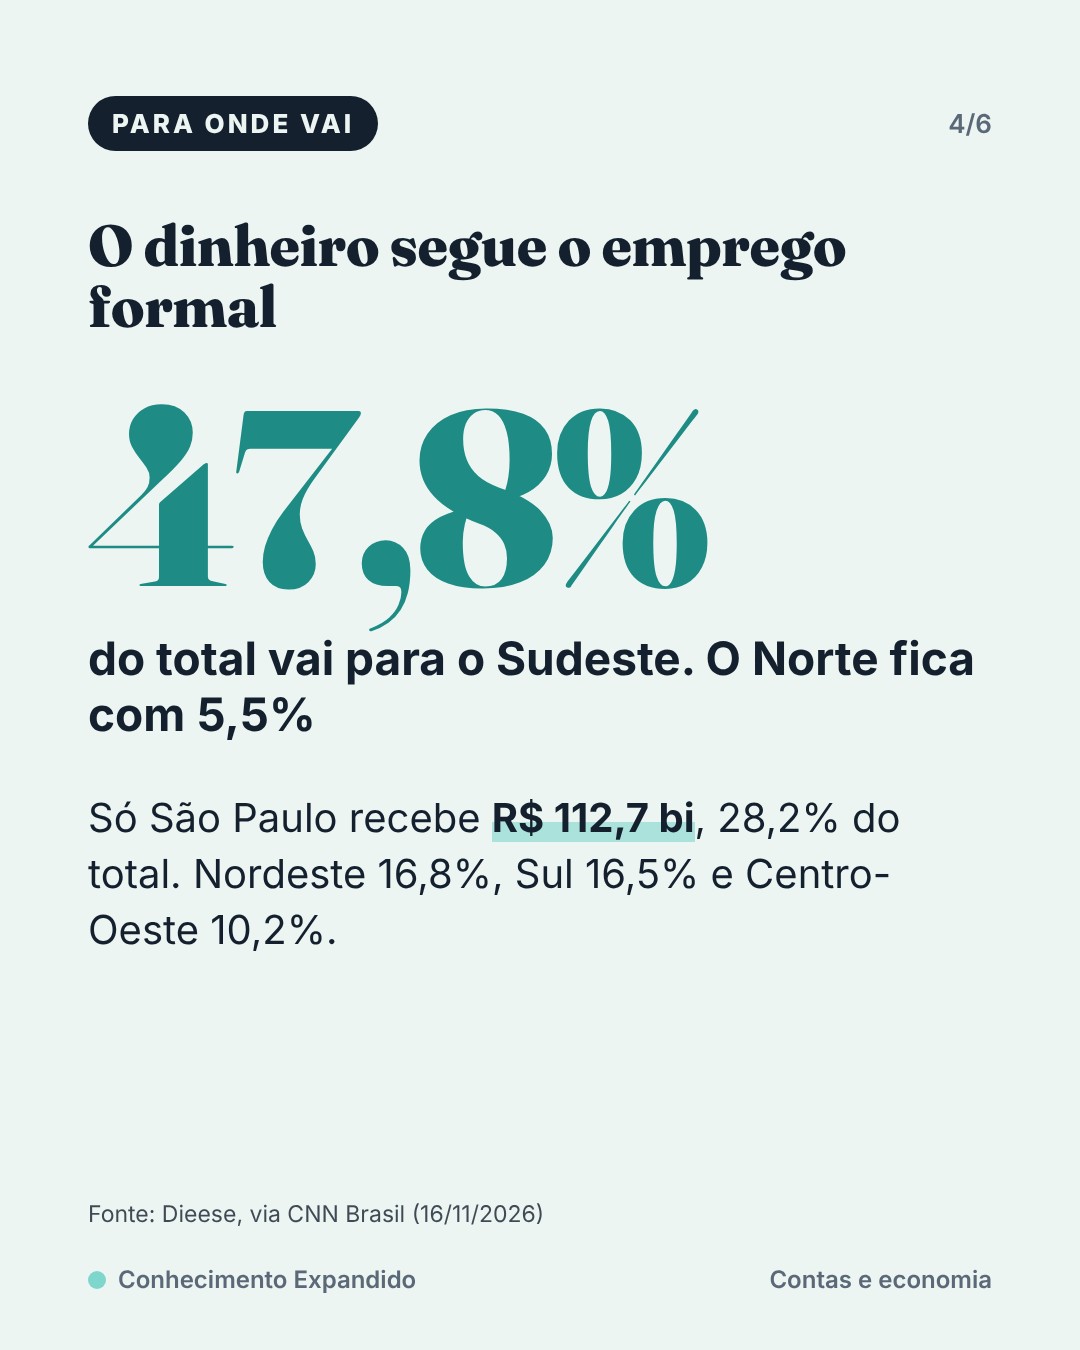 PARA ONDE VAI
4/6
O dinheiro segue o emprego
formal
47,8%
do total vai para o Sudeste. O Norte fica
com 5,5%
Só São Paulo recebe R$ 112,7 bi, 28,2% do
total. Nordeste 16,8%, Sul 16,5% e Centro-
Oeste 10,2%.
Fonte: Dieese, via CNN Brasil (16/11/2026)
Conhecimento Expandido
Contas e economia